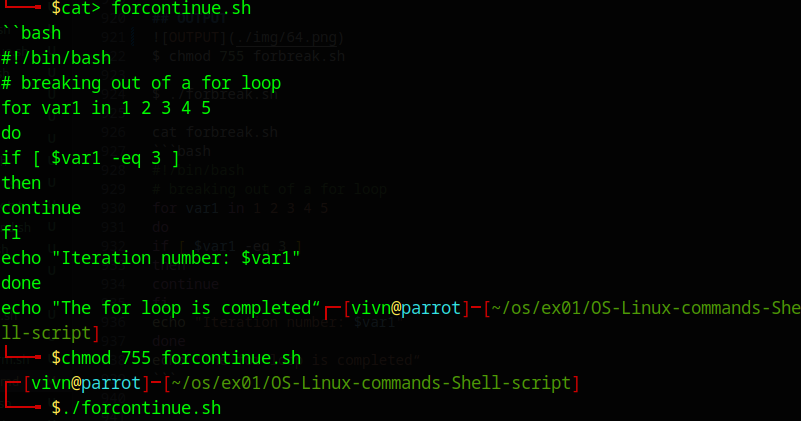 └──╼ $cat> forcontinue.sh
``bash
#!/bin/bash
# breaking out of a for loop
for var1 in 1 2 3 4 5
do
if [ $var1 -eq 3 ]
then
continue
fi
echo "Iteration number: $var1"
done
echo "The for loop is completed“┌─[vivn@parrot]─[~/os/ex01/OS-Linux-commands-She
ll-script]
└──╼ $chmod 755 forcontinue.sh
┌─[vivn@parrot]─[~/os/ex01/OS-Linux-commands-Shell-script]
└──╼ $./forcontinue.sh